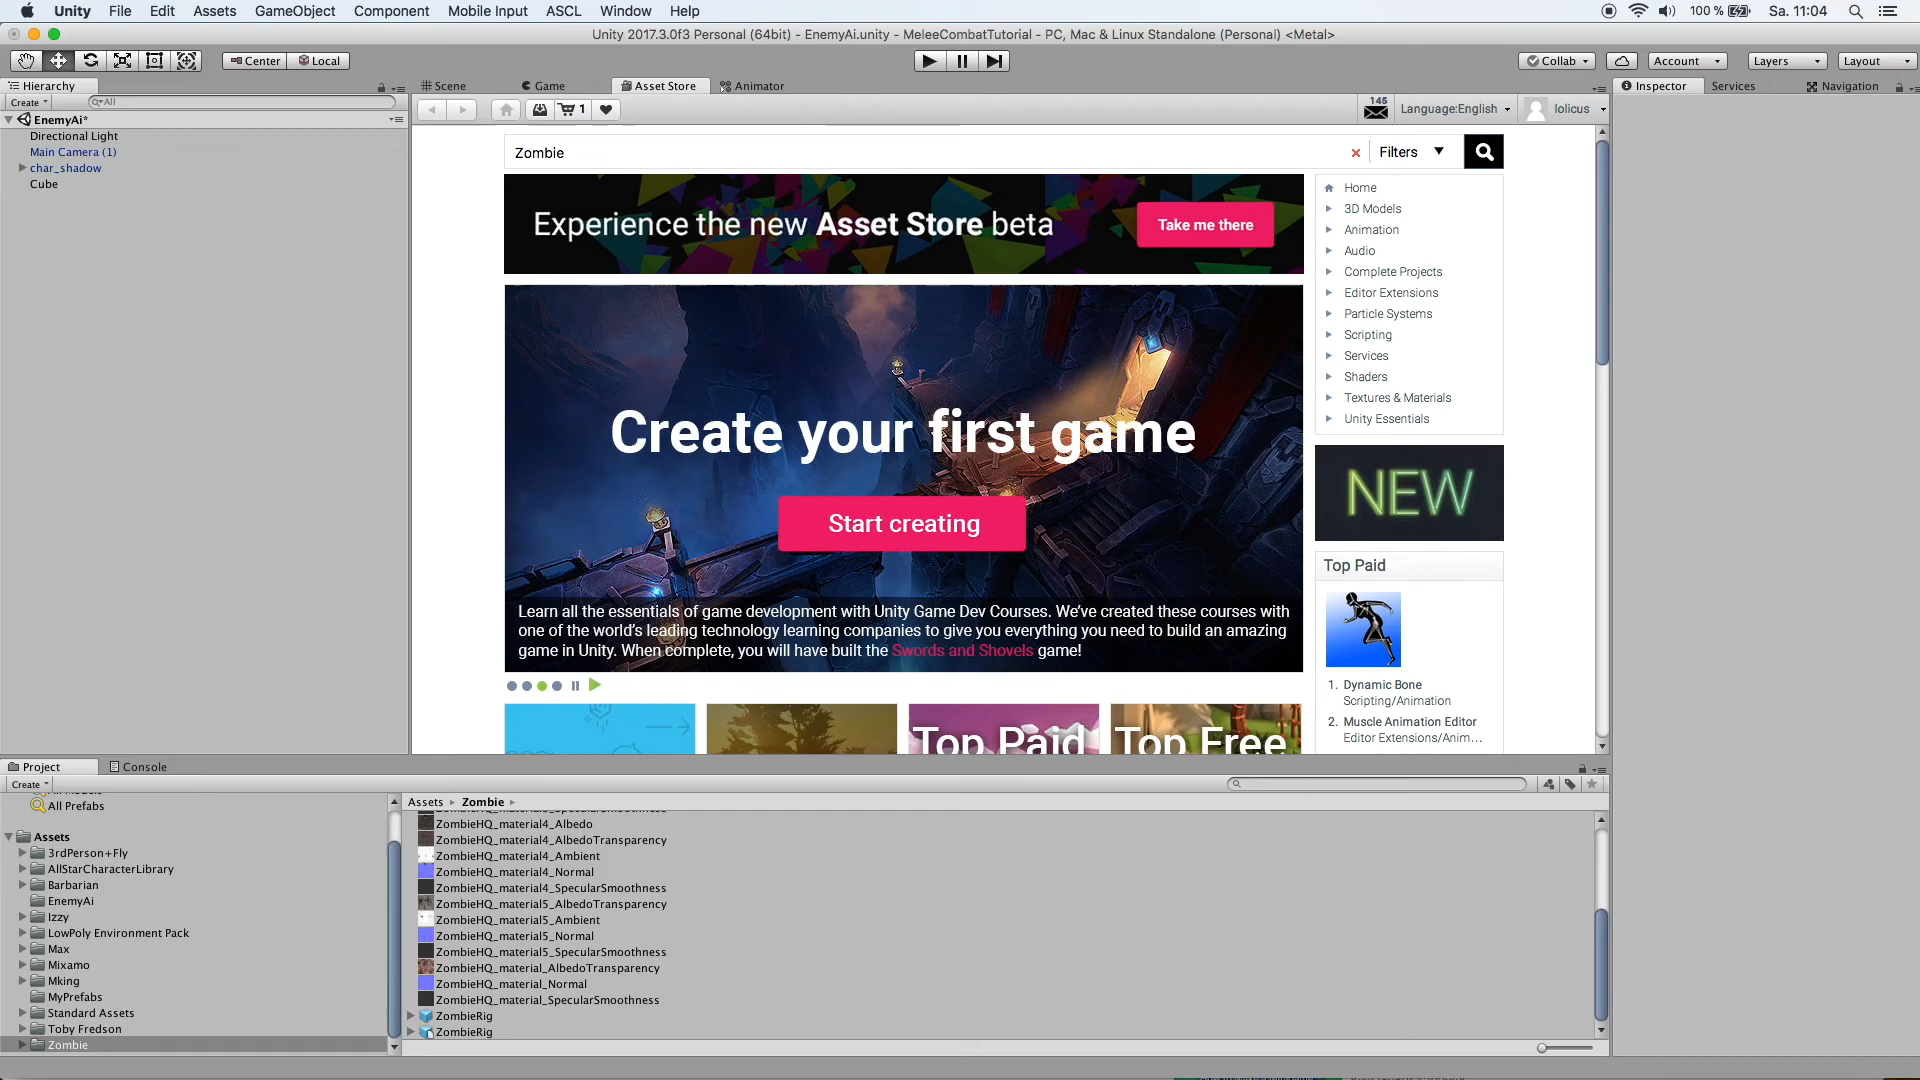 Unity File Edit Assets GameObject Component Mobile Input ASCL Window Help
100 % Sa. 11:04
Unity 2017.3.0f3 Personal (64bit) - EnemyAi.unity - MeleeCombatTutorial - PC, Mac & Linux Standalone (Personal) <Metal>
Center Local
Collab Account Layers Layout
Hierarchy
Create All
EnemyAi*
Directional Light
Main Camera (1)
char_shadow
Cube
Scene Game Asset Store Animator
1
145
Language:English
lolicus
Zombie
Filters
Experience the new Asset Store beta
Take me there
Create your first game
Start creating
Learn all the essentials of game development with Unity Game Dev Courses. We've created these courses with
one of the world's leading technology learning companies to give you everything you need to build an amazing
game in Unity. When complete, you will have built the Swords and Shovels game!
Top Paid
Top Free
Home
3D Models
Animation
Audio
Complete Projects
Editor Extensions
Particle Systems
Scripting
Services
Shaders
Textures & Materials
Unity Essentials
NEW
Top Paid
1. Dynamic Bone
Scripting/Animation
2. Muscle Animation Editor
Editor Extensions/Anim...
Inspector Services Navigation
Project Console
Create
All Prefabs
Assets
3rdPerson+Fly
AllStarCharacterLibrary
Barbarian
EnemyAi
Izzy
LowPoly Environment Pack
Max
Mixamo
Mking
MyPrefabs
Standard Assets
Toby Fredson
Zombie
Assets Zombie
ZombieHQ_material4_Albedo
ZombieHQ_material4_AlbedoTransparency
ZombieHQ_material4_Ambient
ZombieHQ_material4_Normal
ZombieHQ_material4_SpecularSmoothness
ZombieHQ_material5_AlbedoTransparency
ZombieHQ_material5_Ambient
ZombieHQ_material5_Normal
ZombieHQ_material5_SpecularSmoothness
ZombieHQ_material_AlbedoTransparency
ZombieHQ_material_Normal
ZombieHQ_material_SpecularSmoothness
ZombieRig
ZombieRig